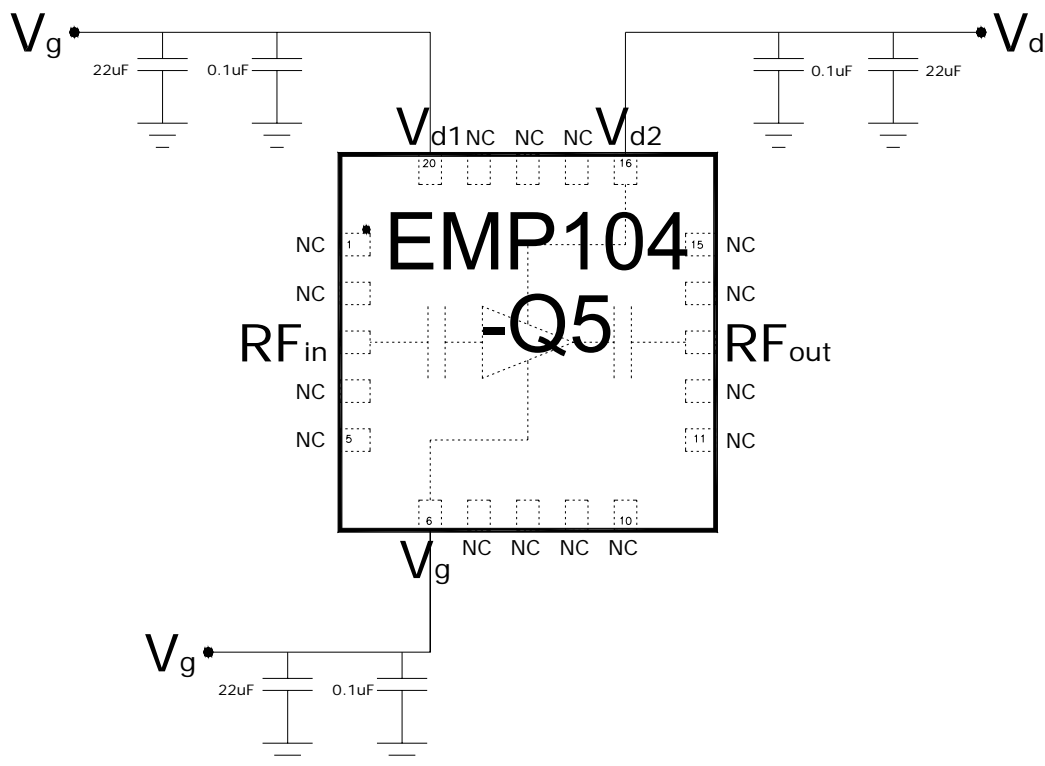 Vg
Vd
22uF
0.1uF
0.1uF
22uF
Vd1 NC NC NC Vd2
20
16
NC 1
15 NC
EMP104
NC
NC
-Q5
RFin
RFout
NC
NC
NC 5
11 NC
6
10
Vg
NC NC NC NC
Vg
22uF
0.1uF